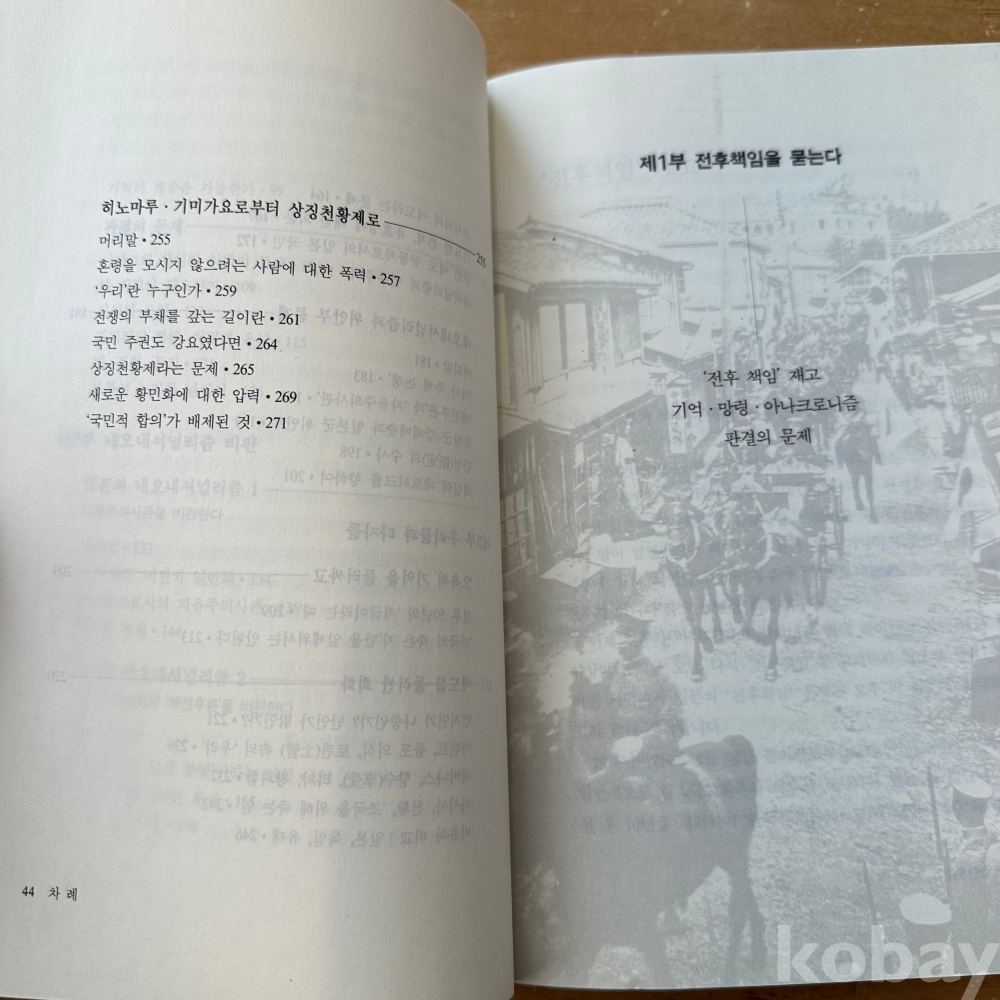 히노마루·기미가요로부터 상징천황제로 255
머리말·255
혼령을 모시지 않으려는 사람에 대한 폭력·257
'우리'란 누구인가·259
전쟁의 부채를 갚는 길이란·261
국민 주권도 강요였다면·264
상징천황제라는 문제·265
새로운 황민화에 대한 압력·269
'국민적 합의'가 배제된 것·271
44 차례
제1부 전후책임을 묻는다
'전후 책임' 재고
기억·망령·아나크로니즘
판결의 문제
kobay